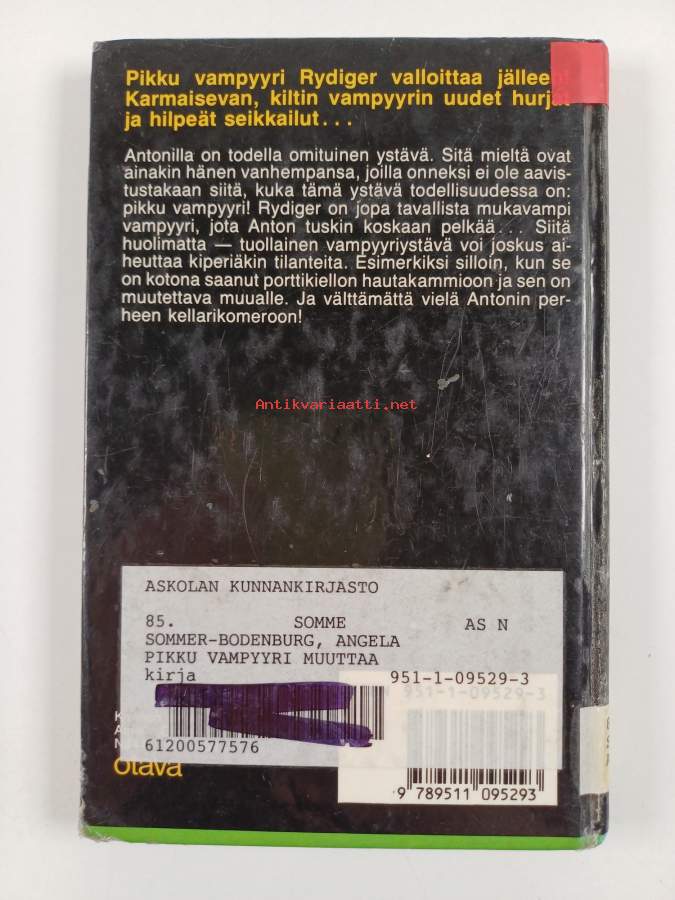 Pikku vampyyri Rydiger valloittaa jälleen
Karmaisevan, kiltin vampyyrin uudet hurjat
ja hilpeät seikkailut...
Antonilla on todella omituinen ystävä. Sitä mieltä ovat
ainakin hänen vanhempansa, joilla onneksi ei ole aavis-
tustakaan siitä, kuka tämä ystävä todellisuudessa on:
pikku vampyyri! Rydiger on jopa tavallista mukavampi
vampyyri, jota Anton tuskin koskaan pelkää... Siitä
huolimatta — tuollainen vampyyriystävä voi joskus ai-
heuttaa kiperiäkin tilanteita. Esimerkiksi silloin, kun se
on kotona saanut porttikiellon hautakammioon ja sen on
muutettava muualle. Ja välttämättä vielä Antonin per-
heen kellarikomeroon!
Antikvariaatti.net
ASKOLAN KUNNANKIRJASTO
85. SOMME AS N
SOMMER-BODENBURG, ANGELA
PIKKU VAMPYYRI MUUTTAA
kirja 951-1-09529-3
951-1-09529-3
61200577576
otava
9 789511 095293